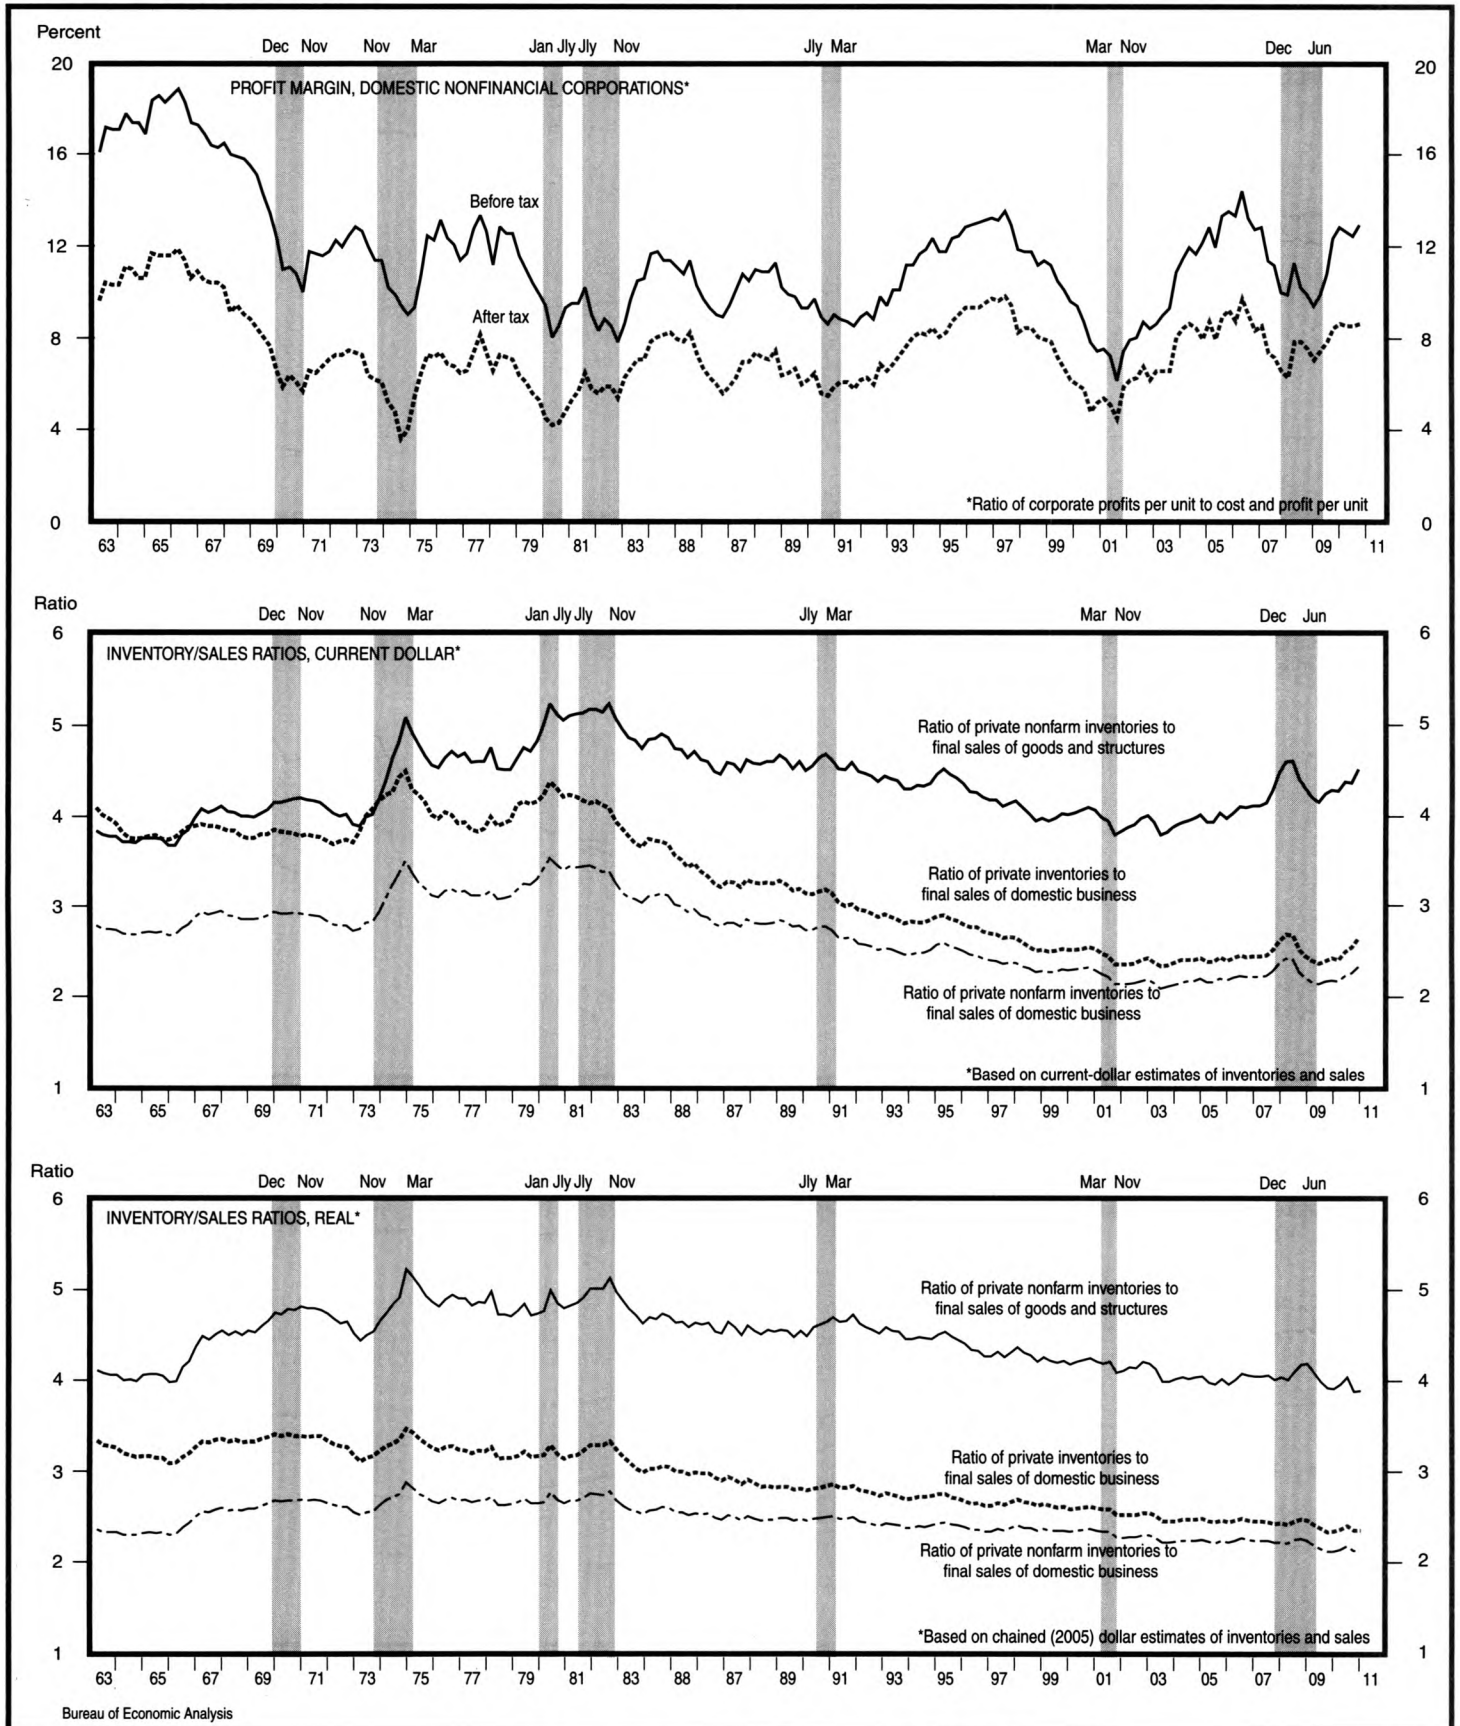 Percent
Dec Nov Nov Mar Jan Jly Jly Nov Jly Mar Mar Nov Dec Jun
20 20
PROFIT MARGIN, DOMESTIC NONFINANCIAL CORPORATIONS*
16 16
Before tax
12 12
After tax
8 8
4 4
*Ratio of corporate profits per unit to cost and profit per unit
0 0
63 65 67 69 71 73 75 77 79 81 83 86 88 87 89 91 93 95 97 99 01 03 05 07 09 11
Ratio
Dec Nov Nov Mar Jan Jly Jly Nov Jly Mar Mar Nov Dec Jun
6 6
INVENTORY/SALES RATIOS, CURRENT DOLLAR*
5 5
Ratio of private nonfarm inventories to
final sales of goods and structures
4 4
Ratio of private inventories to
final sales of domestic business
3 3
2 2
Ratio of private nonfarm inventories to
final sales of domestic business
*Based on current-dollar estimates of inventories and sales
1 1
63 65 67 69 71 73 75 77 79 81 83 86 88 87 89 91 93 95 97 99 01 03 05 07 09 11
Ratio
Dec Nov Nov Mar Jan Jly Jly Nov Jly Mar Mar Nov Dec Jun
6 6
INVENTORY/SALES RATIOS, REAL*
5 5
Ratio of private nonfarm inventories to
final sales of goods and structures
4 4
3 3
Ratio of private inventories to
final sales of domestic business
2 2
Ratio of private nonfarm inventories to
final sales of domestic business
*Based on chained (2005) dollar estimates of inventories and sales
1 1
63 65 67 69 71 73 75 77 79 81 83 86 88 87 89 91 93 95 97 99 01 03 05 07 09 11
Bureau of Economic Analysis